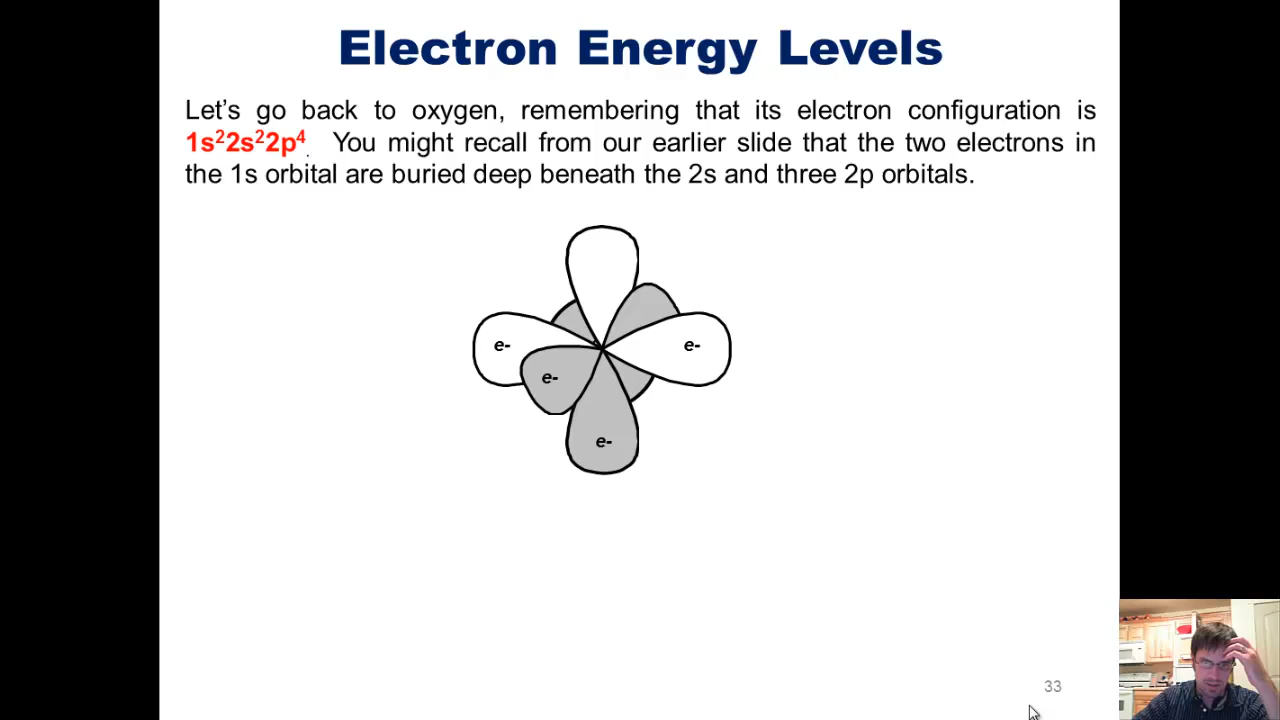 Electron Energy Levels
Let's go back to oxygen, remembering that its electron configuration is
1s²2s²2p⁴. You might recall from our earlier slide that the two electrons in
the 1s orbital are buried deep beneath the 2s and three 2p orbitals.
e- e-
e-
e-
33